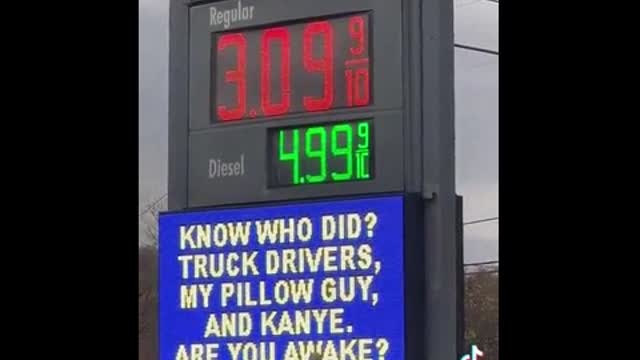 Regular
3.09 9/10
Diesel
4.99 9/10
KNOW WHO DID?
TRUCK DRIVERS,
MY PILLOW GUY,
AND KANYE.
ARE YOU AWAKE?